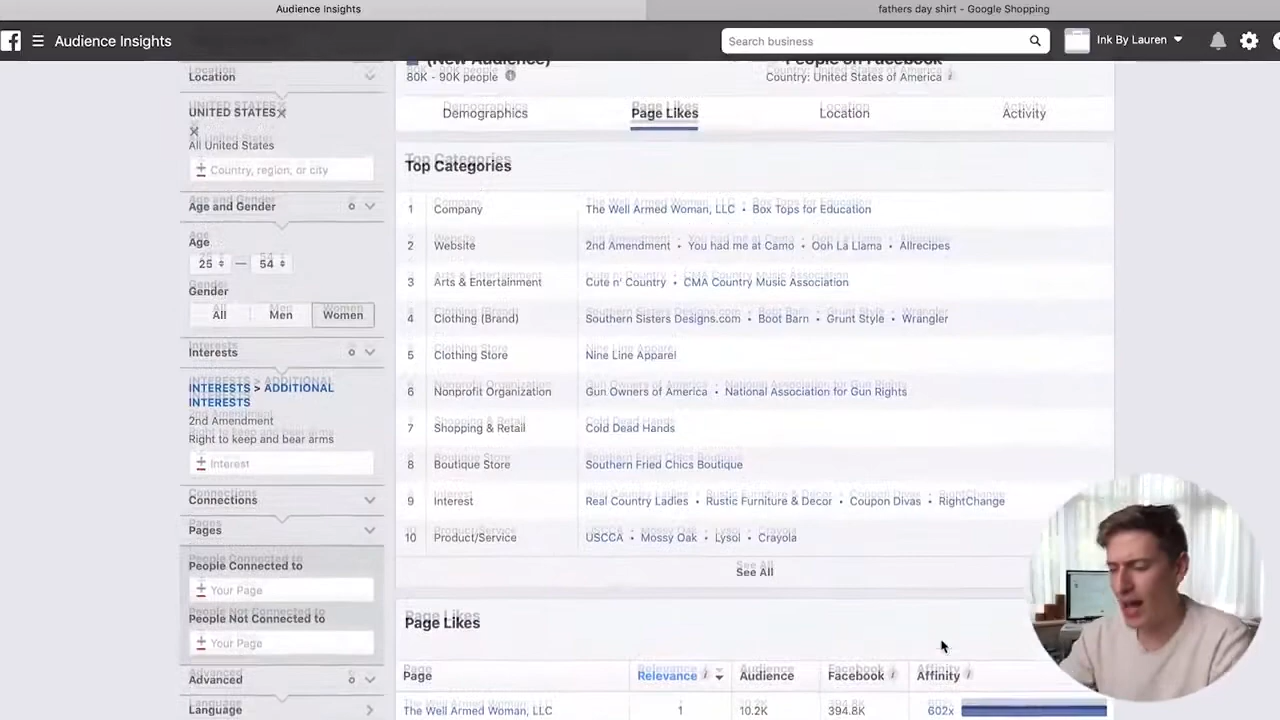 Audience Insights
fathers day shirt - Google Shopping
Audience Insights
Search business
Ink By Lauren
(New Audience)
People on Facebook
80K - 90K people
Country: United States of America
Location
Demographics
Page Likes
Location
Activity
UNITED STATES
All United States
Country, region, or city
Age and Gender
Age
25 — 54
Gender
All
Men
Women
Interests
INTERESTS > ADDITIONAL
INTERESTS
2nd Amendment
Right to keep and bear arms
Interest
Connections
Pages
People Connected to
Your Page
People Not Connected to
Your Page
Advanced
Language
Top Categories
1 Company The Well Armed Woman, LLC • Box Tops for Education
2 Website 2nd Amendment • You had me at Camo • Ooh La Llama • Allrecipes
3 Arts & Entertainment Cute n' Country • CMA Country Music Association
4 Clothing (Brand) Southern Sisters Designs.com • Boot Barn • Grunt Style • Wrangler
5 Clothing Store Nine Line Apparel
6 Nonprofit Organization Gun Owners of America • National Association for Gun Rights
7 Shopping & Retail Cold Dead Hands
8 Boutique Store Southern Fried Chics Boutique
9 Interest Real Country Ladies • Rustic Furniture & Decor • Coupon Divas • RightChange
10 Product/Service USCCA • Mossy Oak • Lysol • Crayola
See All
Page Likes
Page Relevance Audience Facebook Affinity
The Well Armed Woman, LLC 1 10.2K 394.8K 602x